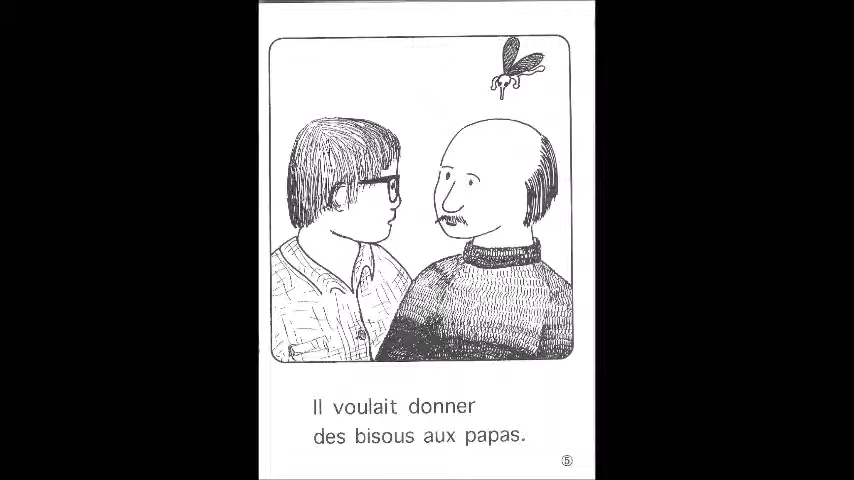 Il voulait donner
des bisous aux papas.
⑤